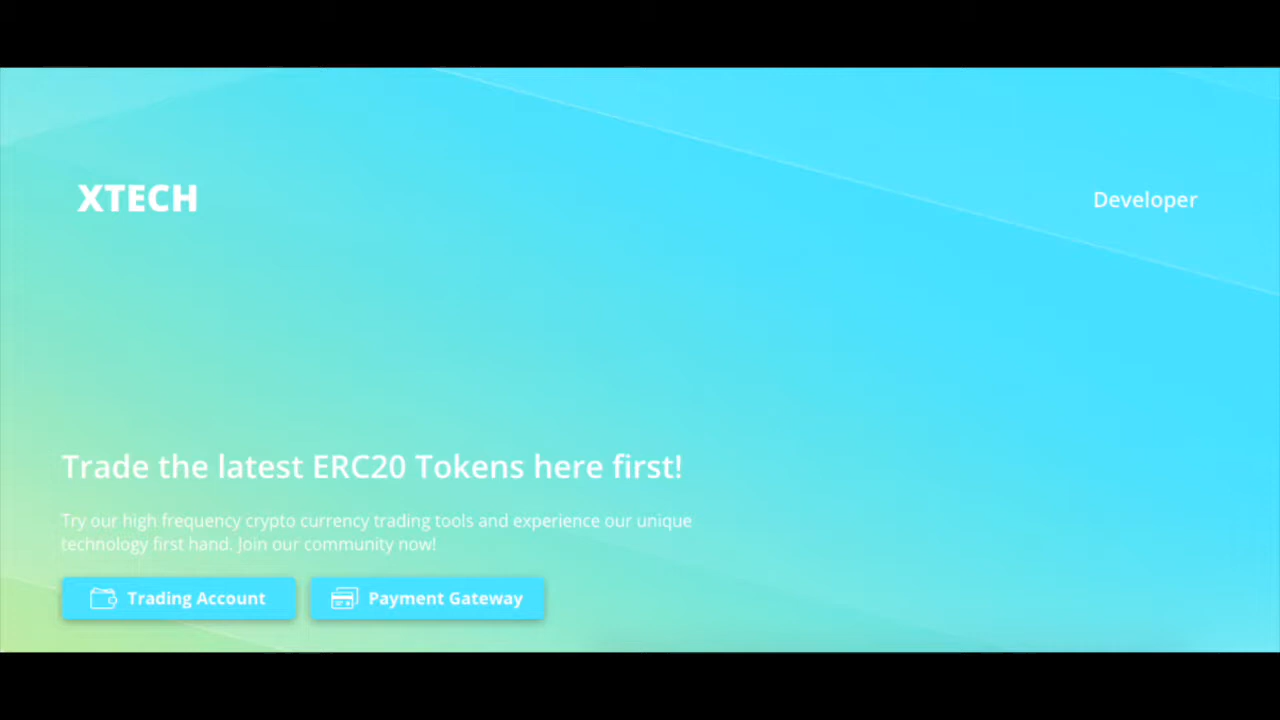 XTECH
Developer
Trade the latest ERC20 Tokens here first!
Try our high frequency crypto currency trading tools and experience our unique
technology first hand. Join our community now!
Trading Account
Payment Gateway